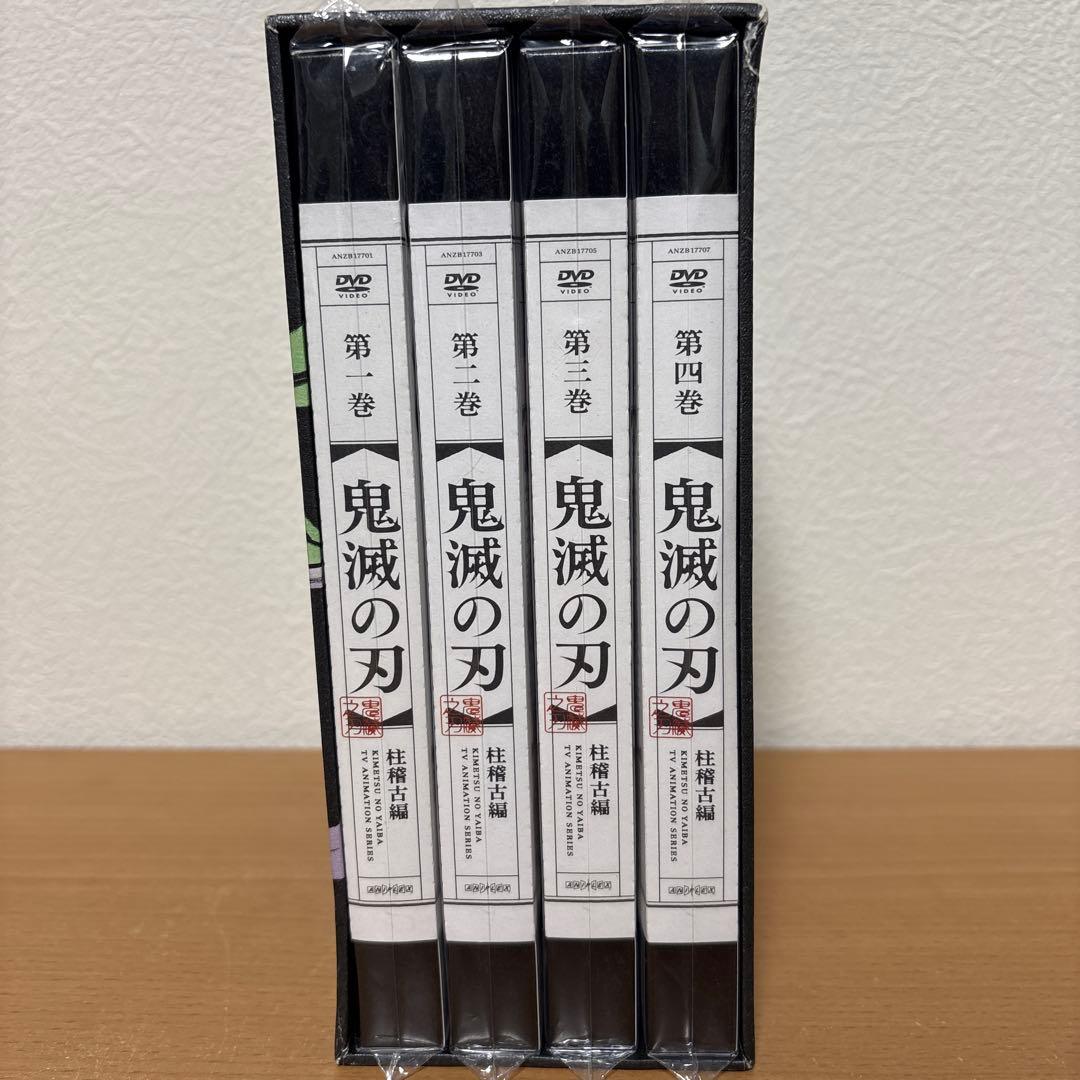 ANZB17701
DVD
VIDEO
第一巻
鬼滅の刃
柱稽古編
KIMETSU NO YAIBA
TV ANIMATION SERIES
ANIPLEX
ANZB17703
DVD
VIDEO
第二巻
鬼滅の刃
柱稽古編
KIMETSU NO YAIBA
TV ANIMATION SERIES
ANIPLEX
ANZB17705
DVD
VIDEO
第三巻
鬼滅の刃
柱稽古編
KIMETSU NO YAIBA
TV ANIMATION SERIES
ANIPLEX
ANZB17707
DVD
VIDEO
第四巻
鬼滅の刃
柱稽古編
KIMETSU NO YAIBA
TV ANIMATION SERIES
ANIPLEX